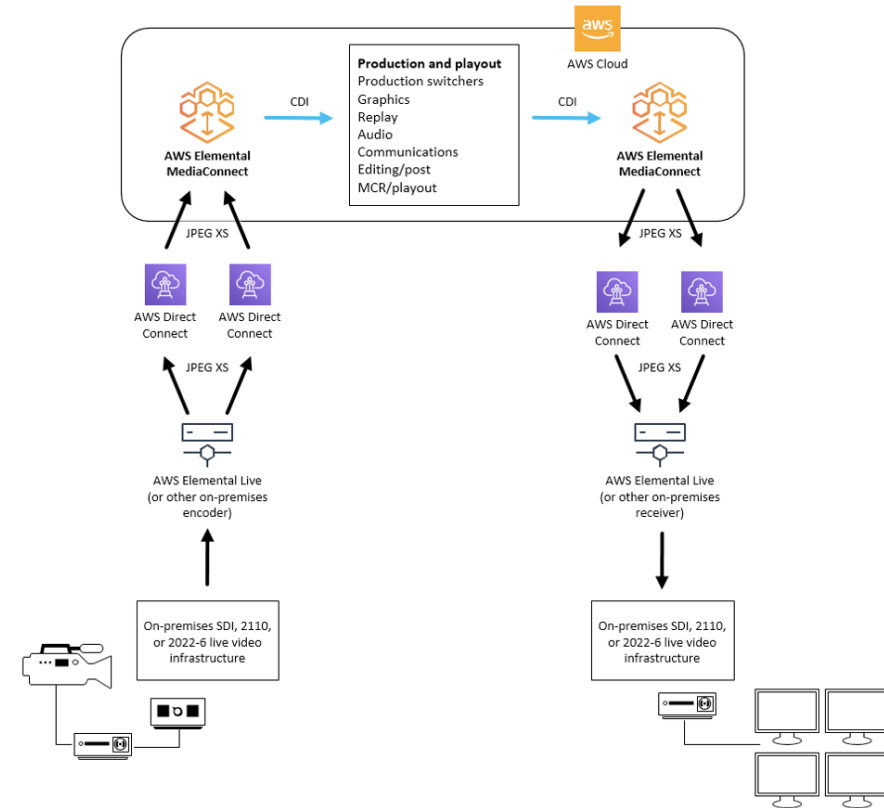 aws
AWS Cloud
Production and playout
Production switchers
Graphics
Replay
Audio
Communications
Editing/post
MCR/playout
CDI
CDI
AWS Elemental
MediaConnect
AWS Elemental
MediaConnect
JPEG XS
JPEG XS
AWS Direct
Connect
AWS Direct
Connect
AWS Direct
Connect
AWS Direct
Connect
JPEG XS
JPEG XS
AWS Elemental Live
(or other on-premises
encoder)
AWS Elemental Live
(or other on-premises
receiver)
On-premises SDI, 2110,
or 2022-6 live video
infrastructure
On-premises SDI, 2110,
or 2022-6 live video
infrastructure